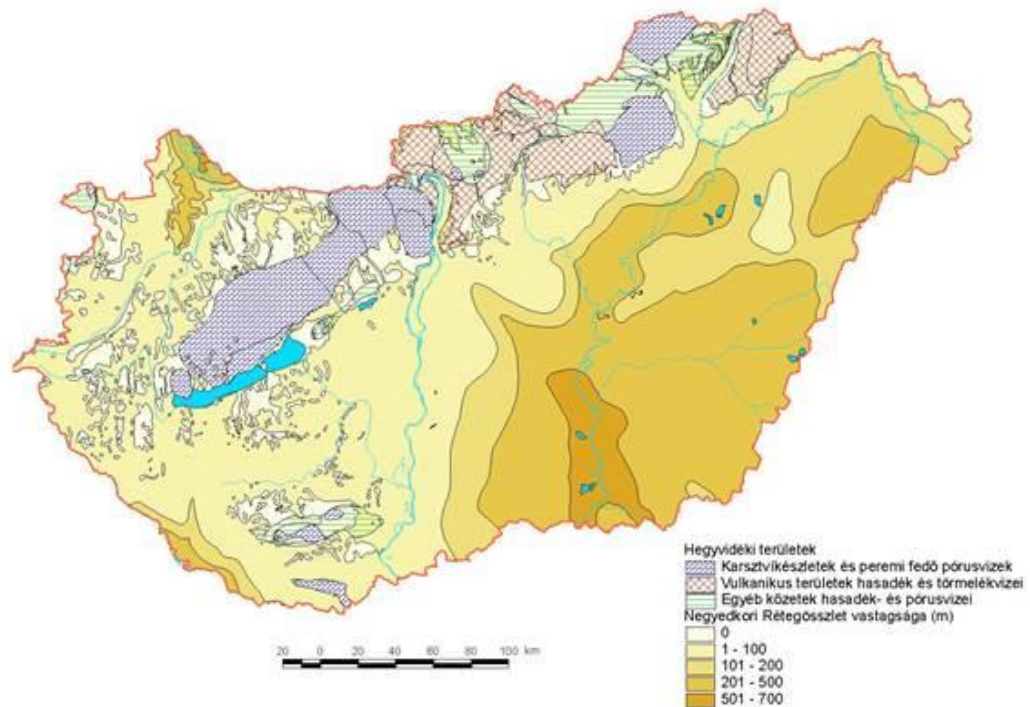 Hegyvidéki területek
Karsztvíkészletek és peremi fedő pórusvizek
Vulkanikus területek hasadék és törmelékvizei
Egyéb kőzetek hasadék- és pórusvizei
Negyedkori Rétegösszlet vastagsága (m)
0
1 - 100
101 - 200
201 - 500
501 - 700
20 0 20 40 60 80 100 km